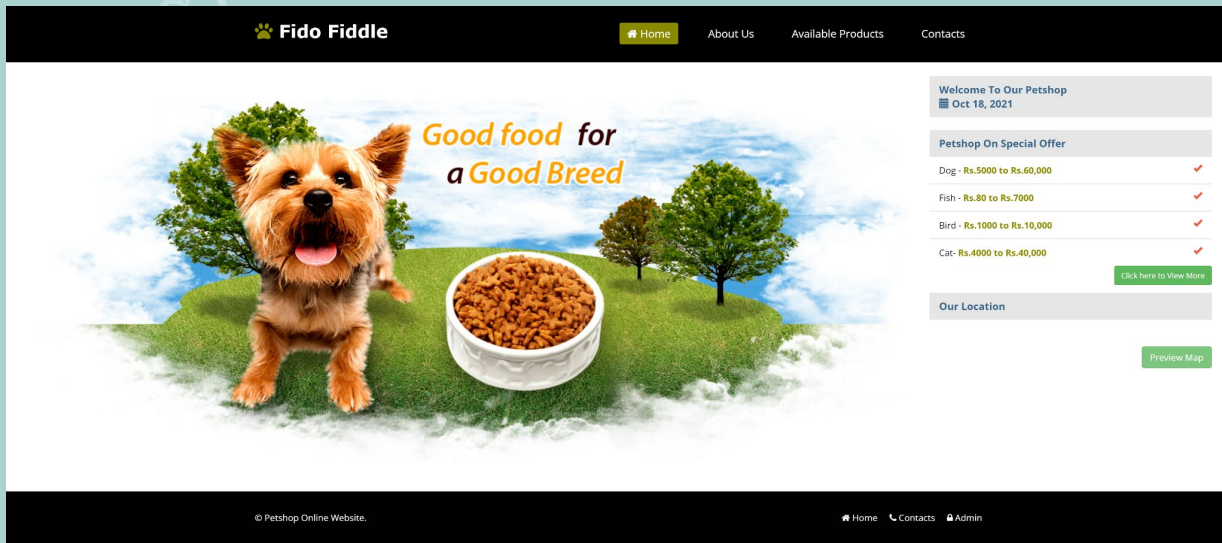 Fido Fiddle
Home About Us Available Products Contacts
Good food for
a Good Breed
Welcome To Our Petshop
Oct 18, 2021
Petshop On Special Offer
Dog - Rs.5000 to Rs.60,000
Fish - Rs.80 to Rs.7000
Bird - Rs.1000 to Rs.10,000
Cat- Rs.4000 to Rs.40,000
Click here to View More
Our Location
Preview Map
© Petshop Online Website.
Home Contacts Admin